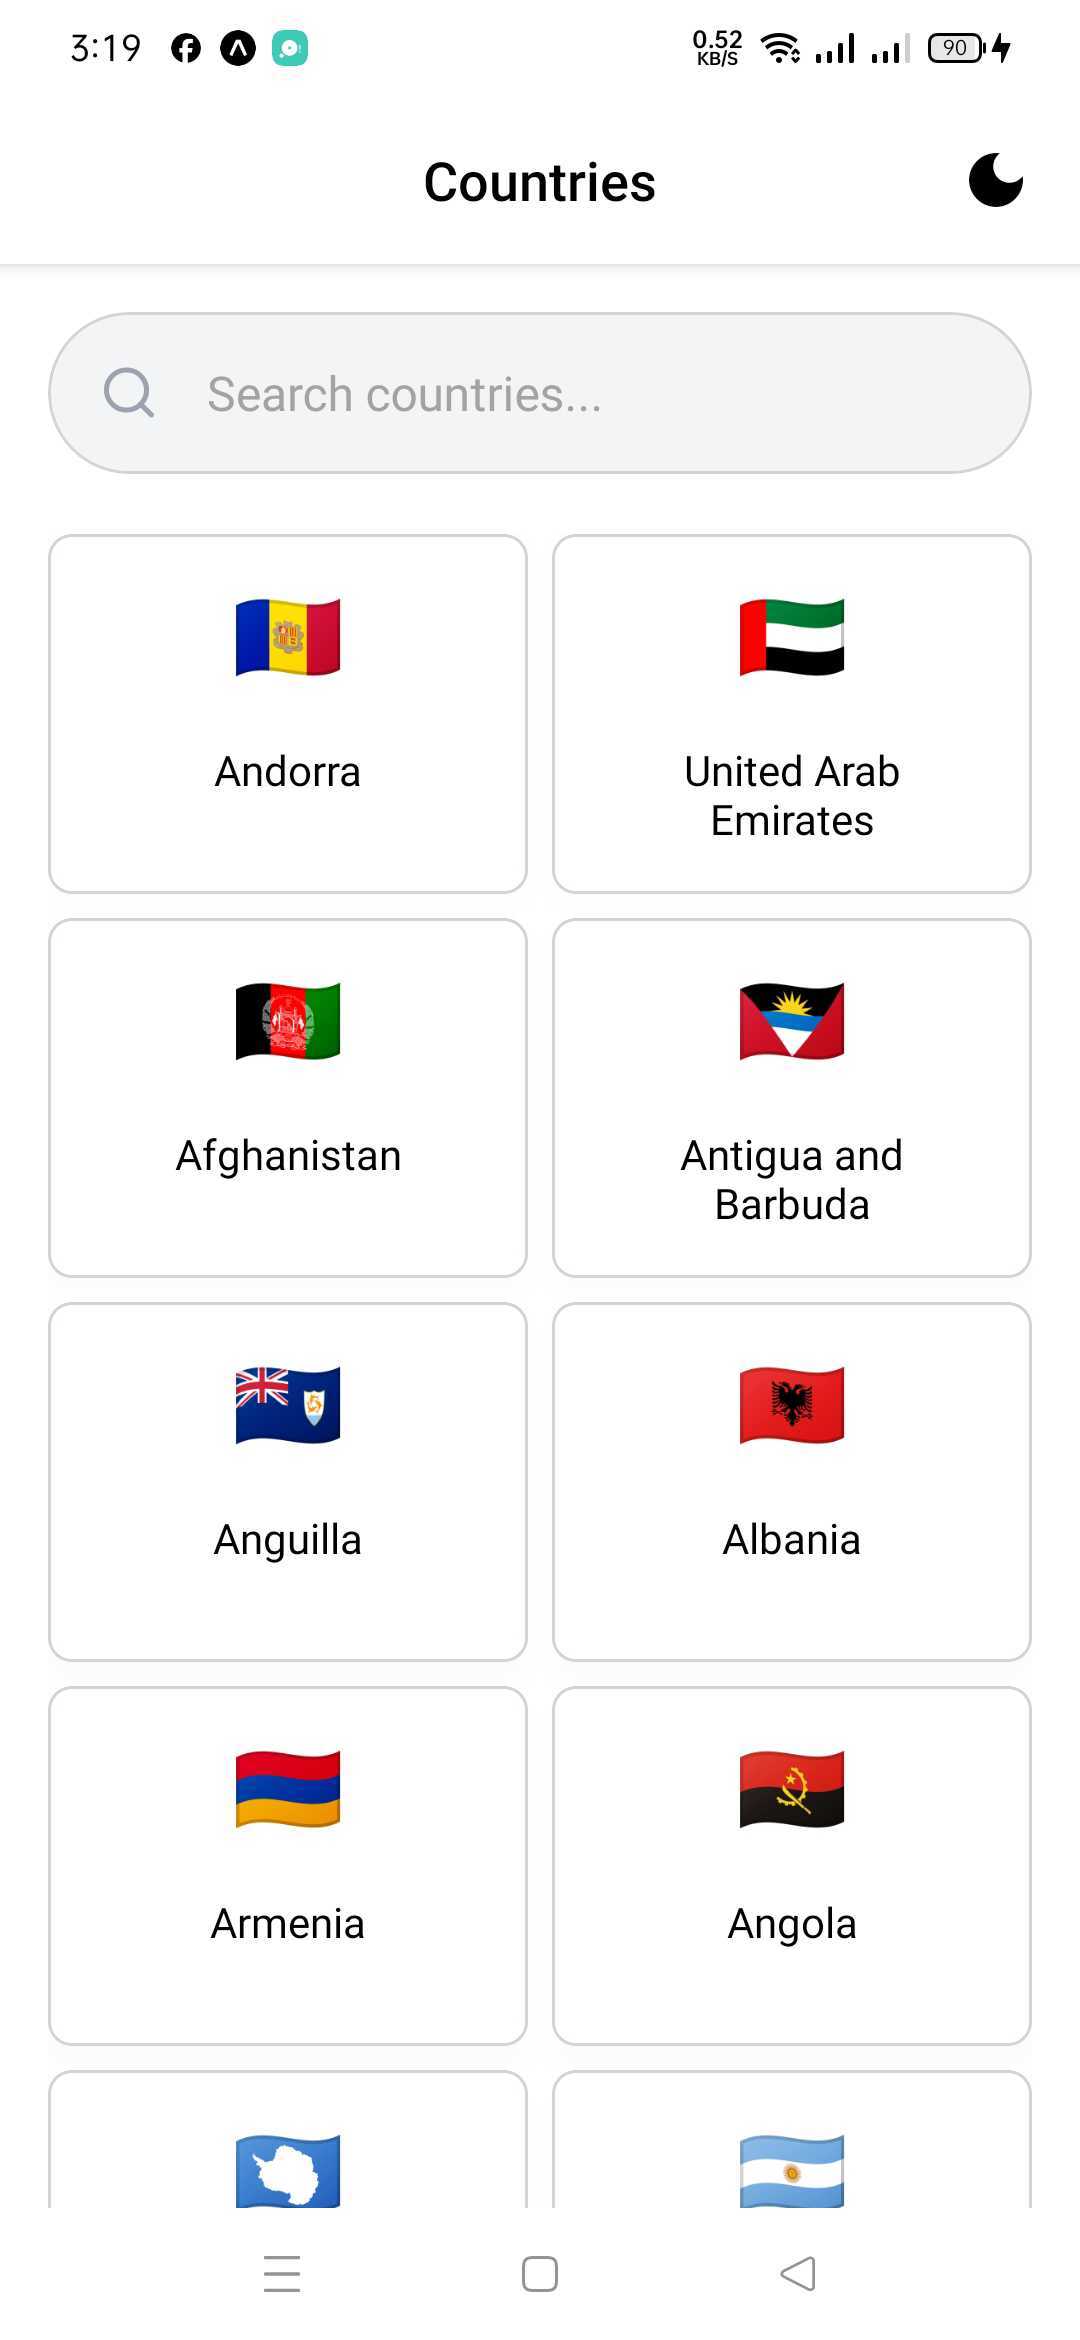 3:19
0.52
KB/S
90
Countries
Search countries...
Andorra
United Arab
Emirates
Afghanistan
Antigua and
Barbuda
Anguilla
Albania
Armenia
Angola